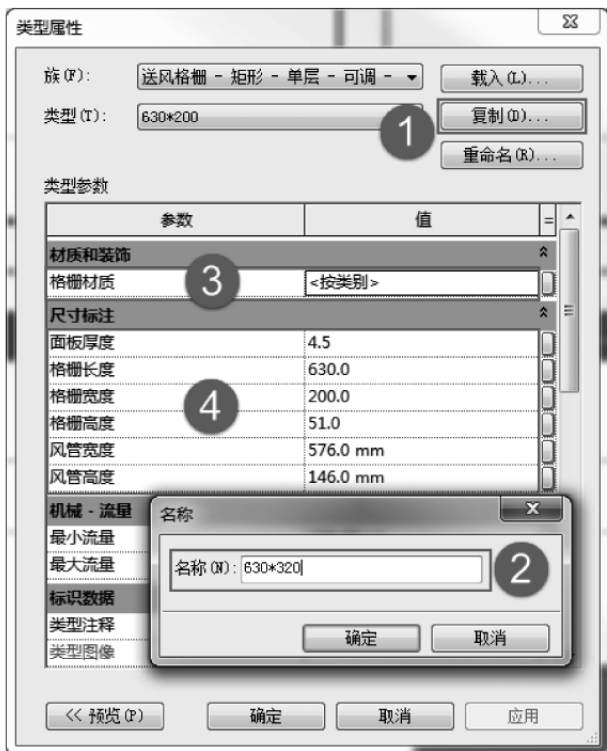 类型属性
族(F): 送风格栅 - 矩形 - 单层 - 可调 - 载入(L)...
类型(T): 630*200 复制(D)...
1
重命名(R)...
类型参数
参数 值 =
材质和装饰
格栅材质 <按类别>
3
尺寸标注
面板厚度 4.5
格栅长度 630.0
格栅宽度 200.0
4
格栅高度 51.0
风管宽度 576.0 mm
风管高度 146.0 mm
机械 - 流量
最小流量
最大流量
标识数据
类型注释
类型图像
名称
名称(N): 630*320
2
确定 取消
<< 预览(P) 确定 取消 应用